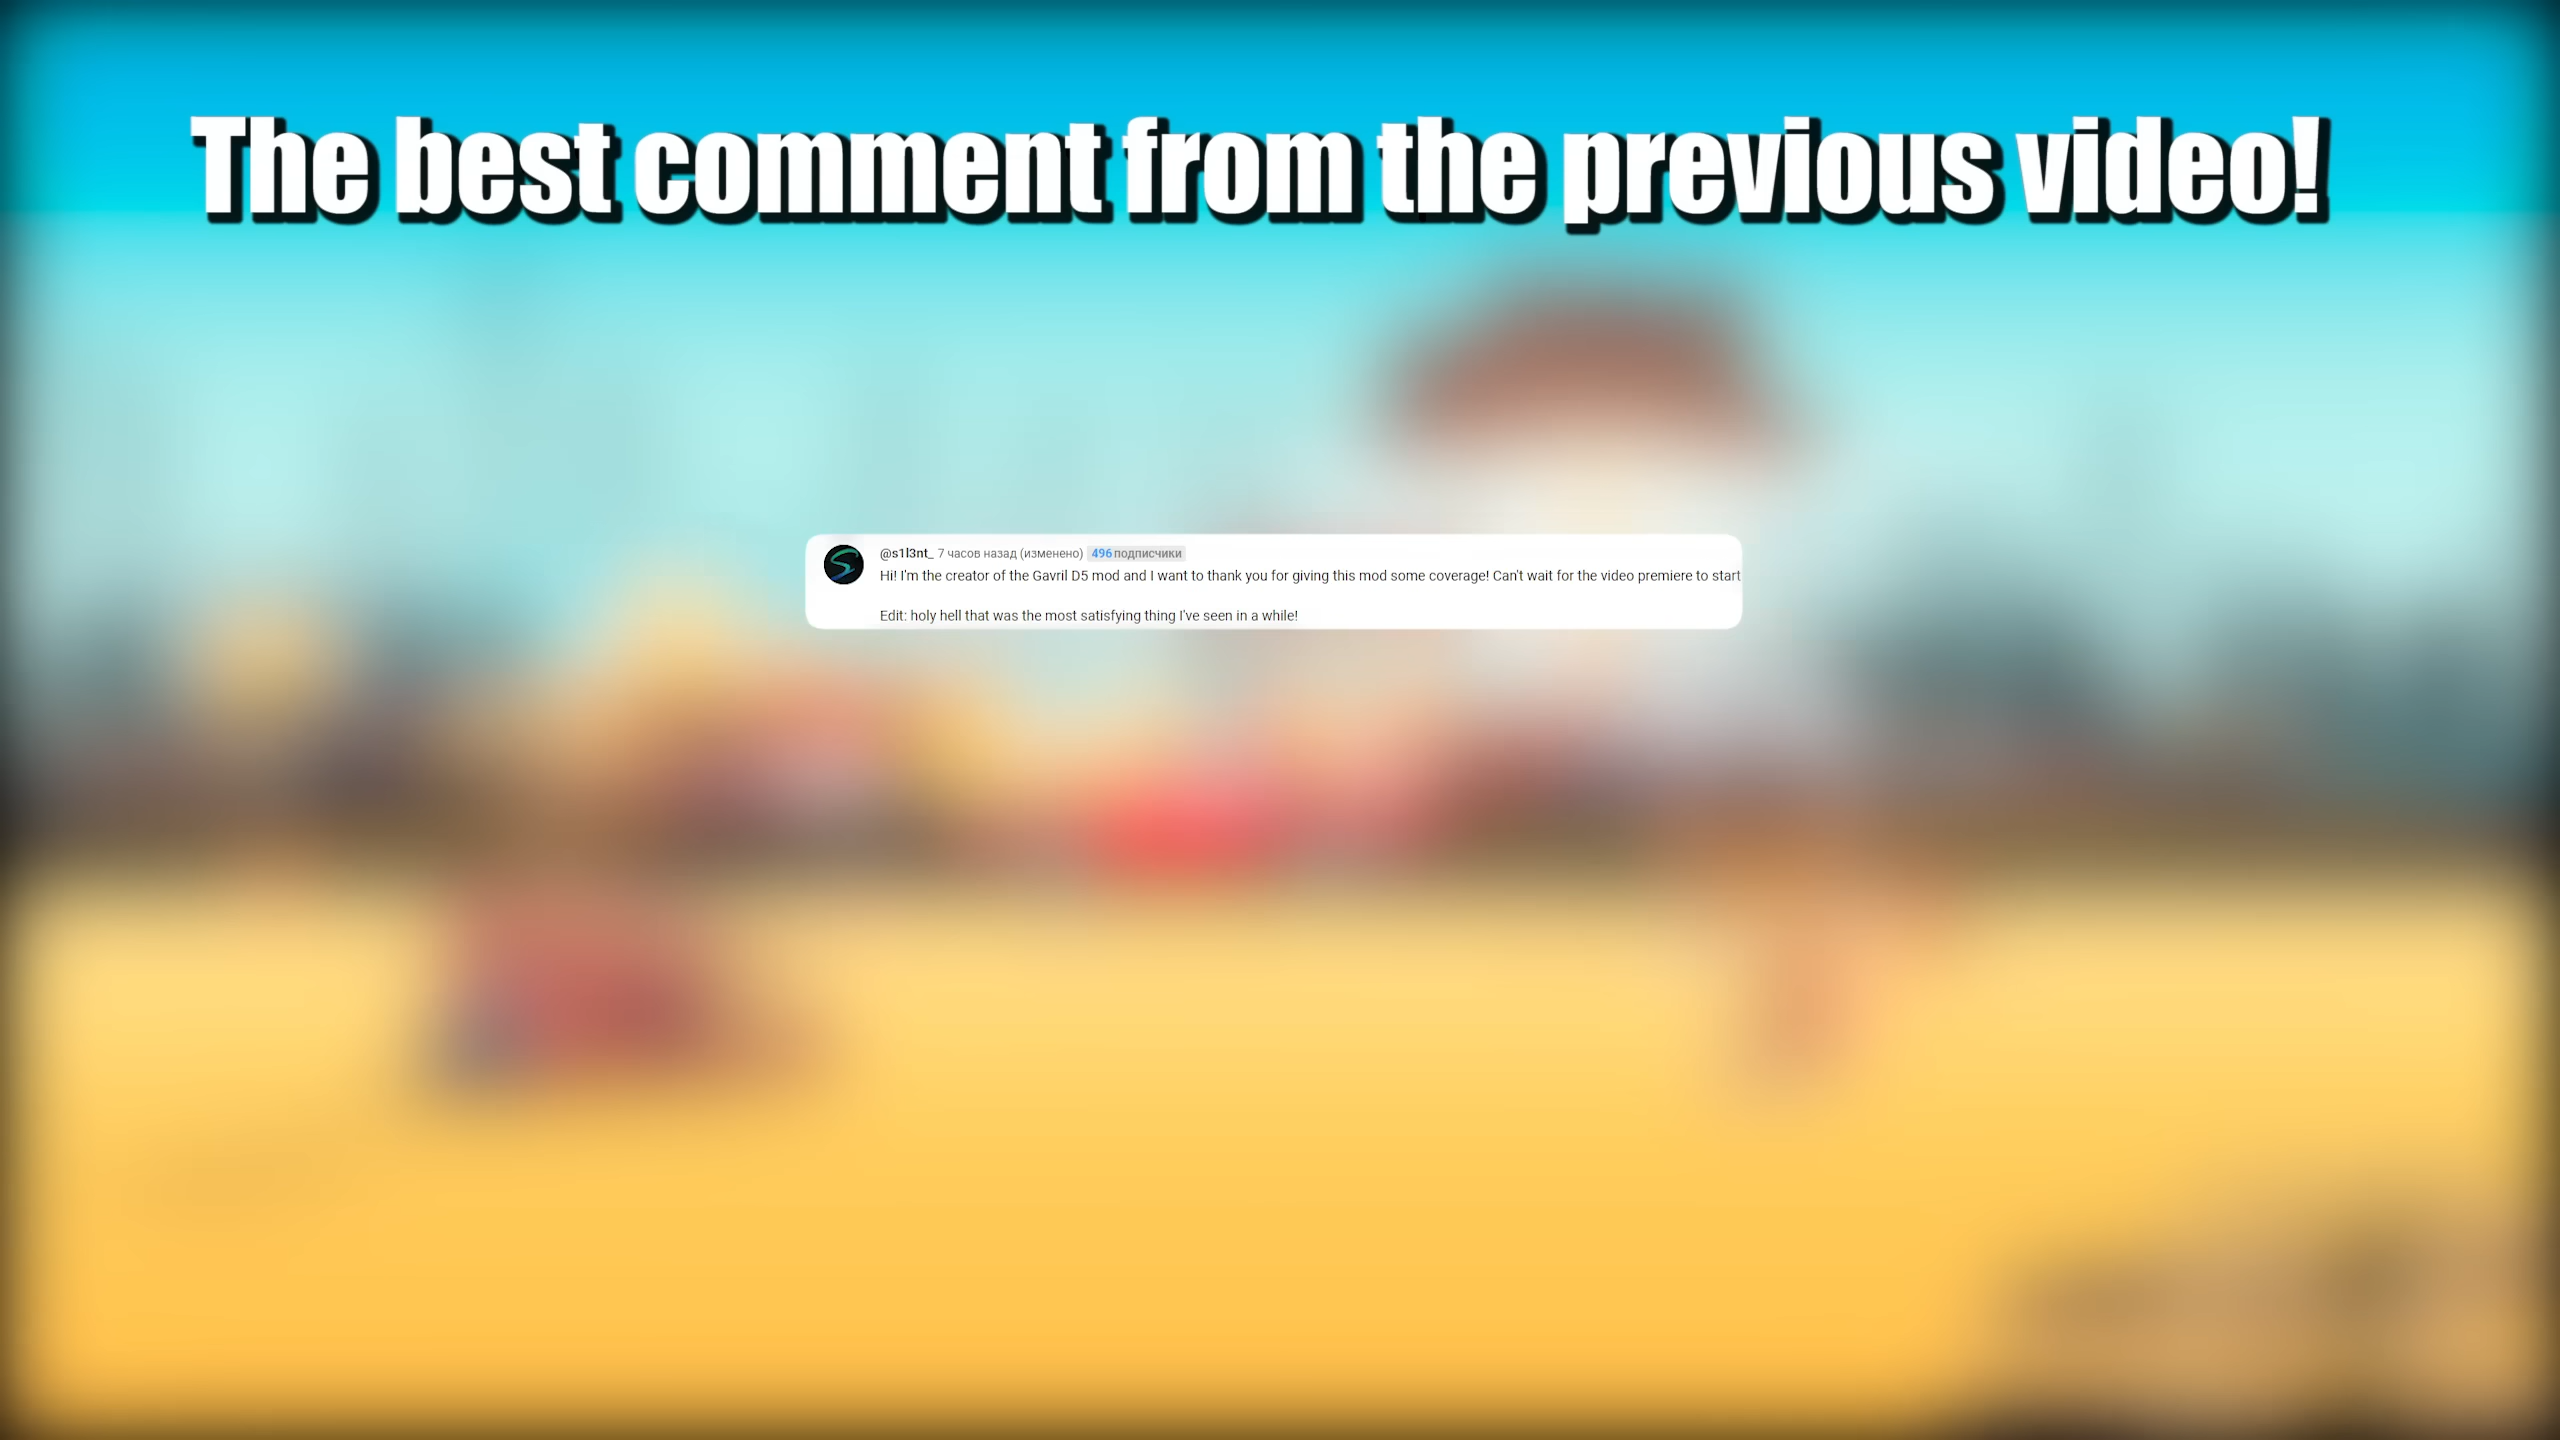 The best comment from the previous video!
@s1l3nt_ 7 часов назад (изменено) 496 подписчики
Hi! I'm the creator of the Gavril D5 mod and I want to thank you for giving this mod some coverage! Can't wait for the video premiere to start
Edit: holy hell that was the most satisfying thing I've seen in a while!